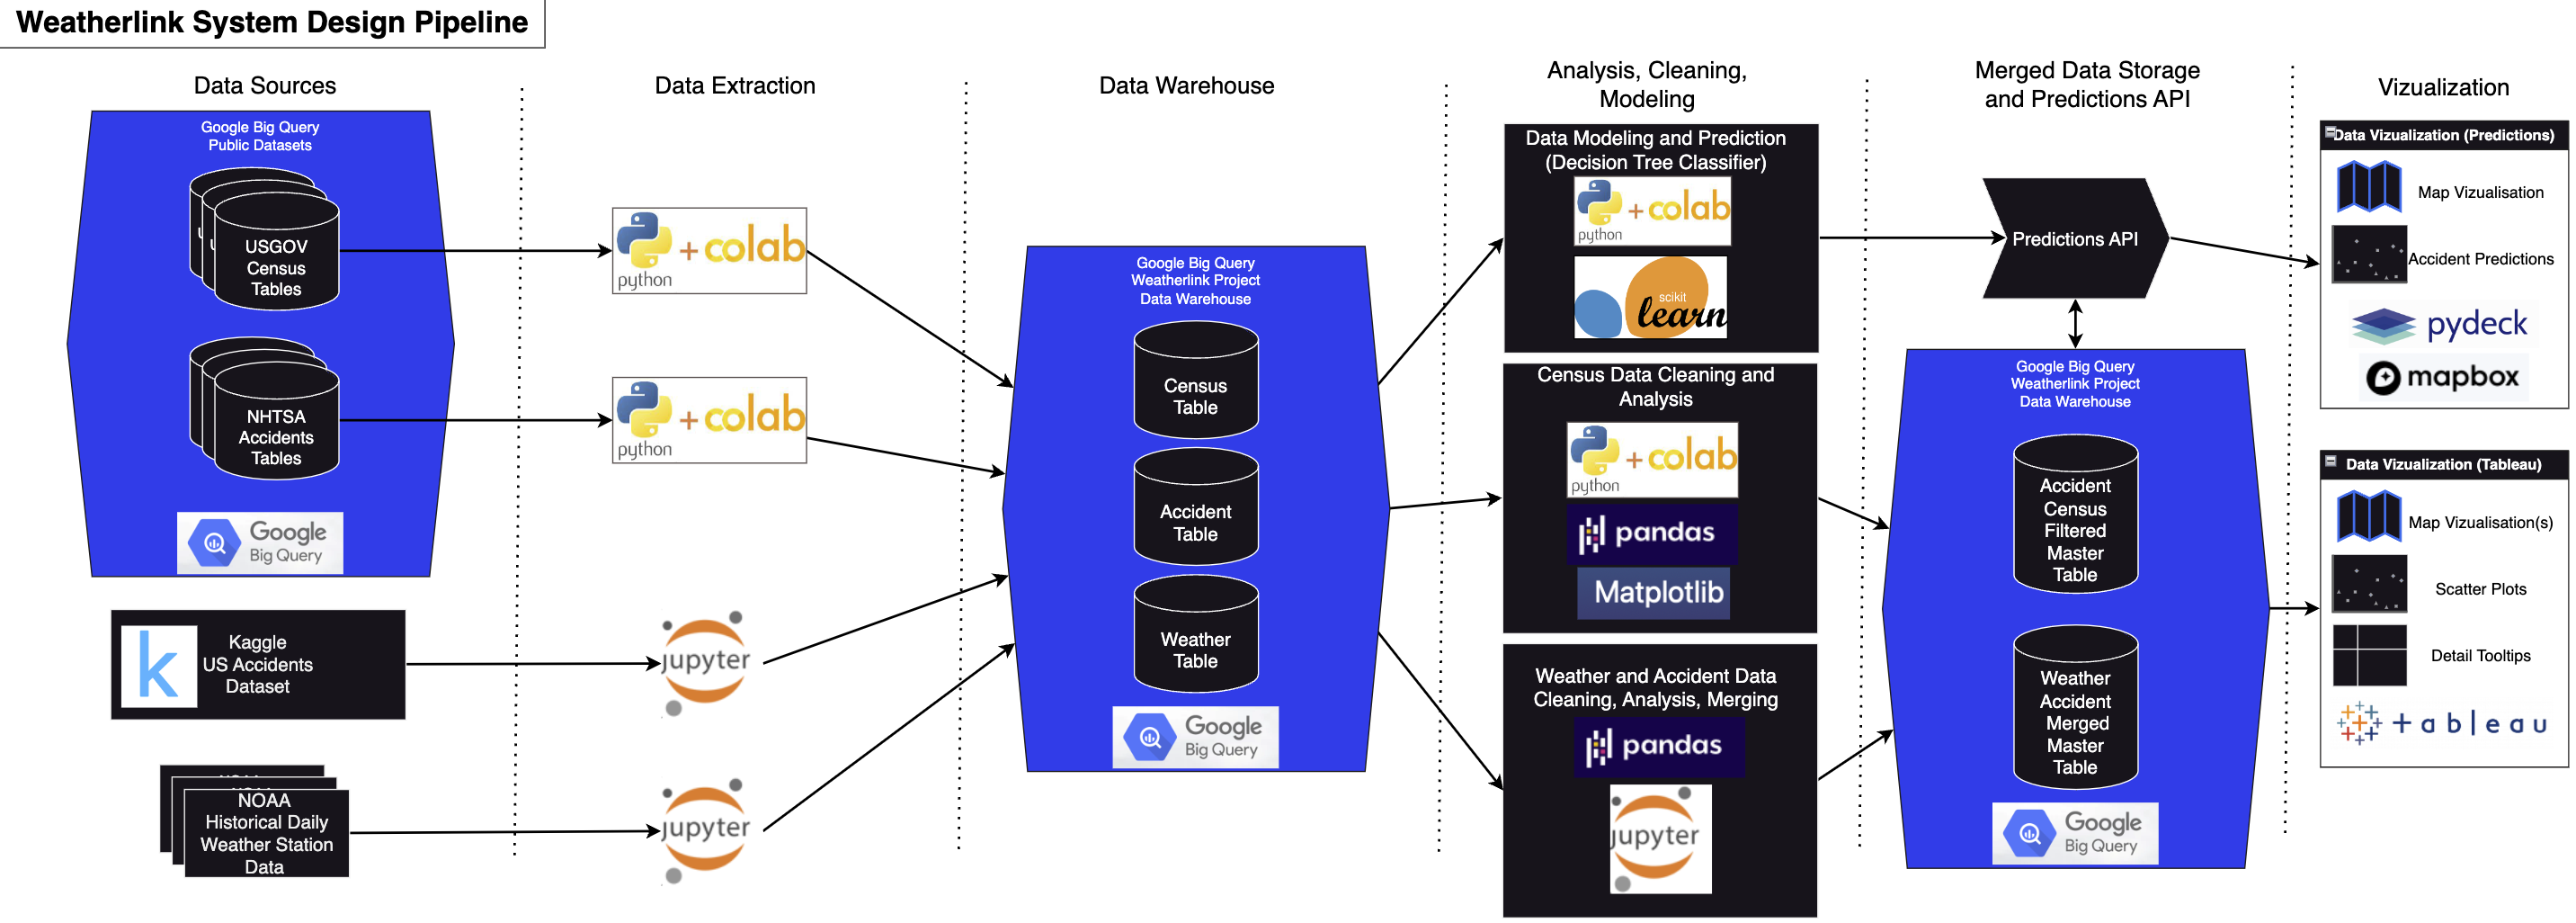 Weatherlink System Design Pipeline
Data Sources
Google Big Query
Public Datasets
USGOV
Census
Tables
NHTSA
Accidents
Tables
Google
Big Query
Kaggle
US Accidents
Dataset
k
NOAA
Historical Daily
Weather Station
Data
Data Extraction
+ colab
python
+ colab
python
jupyter
jupyter
Data Warehouse
Google Big Query
Weatherlink Project
Data Warehouse
Census
Table
Accident
Table
Weather
Table
Google
Big Query
Analysis, Cleaning,
Modeling
Data Modeling and Prediction
(Decision Tree Classifier)
+ colab
python
scikit
learn
Census Data Cleaning and
Analysis
+ colab
python
pandas
Matplotlib
Weather and Accident Data
Cleaning, Analysis, Merging
pandas
jupyter
Merged Data Storage
and Predictions API
Predictions API
Google Big Query
Weatherlink Project
Data Warehouse
Accident
Census
Filtered
Master
Table
Weather
Accident
Merged
Master
Table
Google
Big Query
Vizualization
Data Vizualization (Predictions)
Map Vizualisation
Accident Predictions
pydeck
mapbox
Data Vizualization (Tableau)
Map Vizualisation(s)
Scatter Plots
Detail Tooltips
+ableau